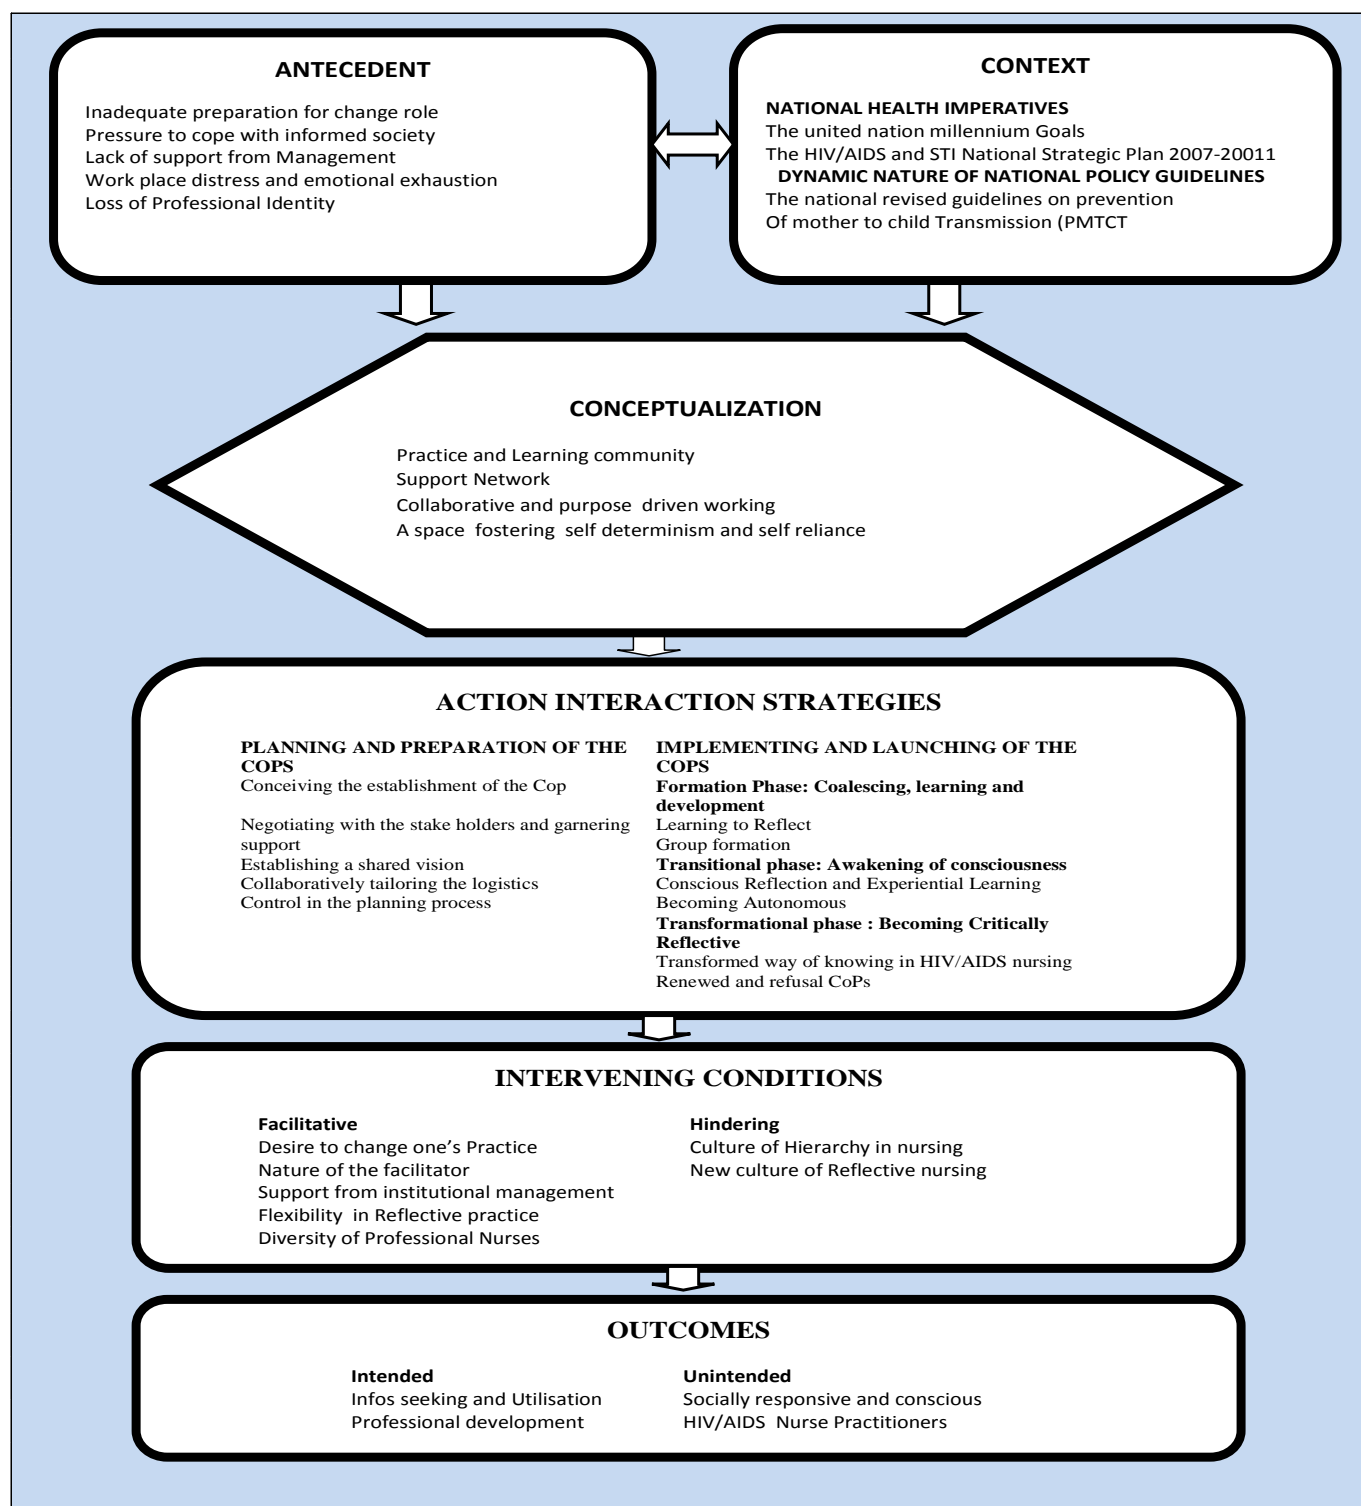 ANTECEDENT
Inadequate preparation for change role
Pressure to cope with informed society
Lack of support from Management
Work place distress and emotional exhaustion
Loss of Professional Identity
CONTEXT
NATIONAL HEALTH IMPERATIVES
The united nation millennium Goals
The HIV/AIDS and STI National Strategic Plan 2007-20011
DYNAMIC NATURE OF NATIONAL POLICY GUIDELINES
The national revised guidelines on prevention
Of mother to child Transmission (PMTCT
CONCEPTUALIZATION
Practice and Learning community
Support Network
Collaborative and purpose driven working
A space fostering self determinism and self reliance
ACTION INTERACTION STRATEGIES
PLANNING AND PREPARATION OF THE
COPS
Conceiving the establishment of the Cop
Negotiating with the stake holders and garnering
support
Establishing a shared vision
Collaboratively tailoring the logistics
Control in the planning process
IMPLEMENTING AND LAUNCHING OF THE
COPS
Formation Phase: Coalescing, learning and
development
Learning to Reflect
Group formation
Transitional phase: Awakening of consciousness
Conscious Reflection and Experiential Learning
Becoming Autonomous
Transformational phase : Becoming Critically
Reflective
Transformed way of knowing in HIV/AIDS nursing
Renewed and refusal CoPs
INTERVENING CONDITIONS
Facilitative
Desire to change one’s Practice
Nature of the facilitator
Support from institutional management
Flexibility in Reflective practice
Diversity of Professional Nurses
Hindering
Culture of Hierarchy in nursing
New culture of Reflective nursing
OUTCOMES
Intended
Infos seeking and Utilisation
Professional development
Unintended
Socially responsive and conscious
HIV/AIDS Nurse Practitioners